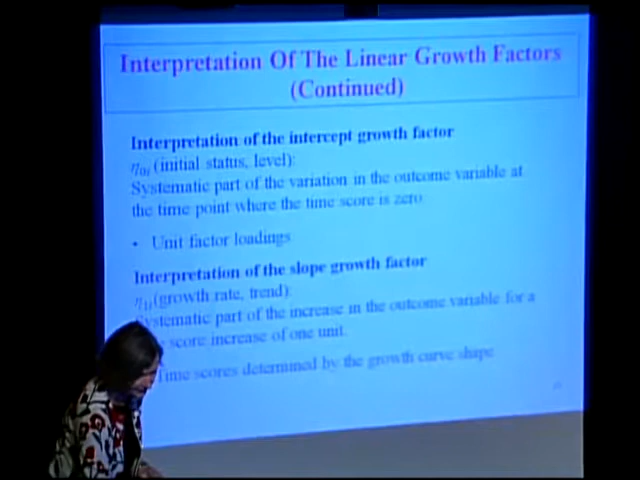 Interpretation Of The Linear Growth Factors
(Continued)
Interpretation of the intercept growth factor
η0i (initial status, level):
Systematic part of the variation in the outcome variable at
the time point where the time score is zero.
• Unit factor loadings
Interpretation of the slope growth factor
η1i (growth rate, trend):
Systematic part of the increase in the outcome variable for a
score increase of one unit.
Time scores determined by the growth curve shape